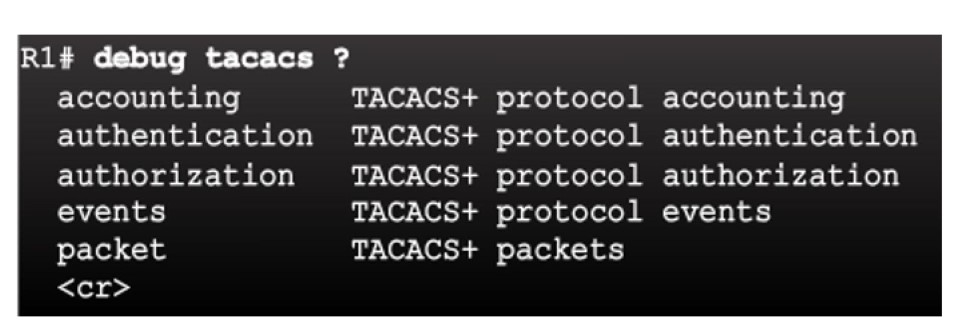 R1# debug tacacs ?
accounting TACACS+ protocol accounting
authentication TACACS+ protocol authentication
authorization TACACS+ protocol authorization
events TACACS+ protocol events
packet TACACS+ packets
<cr>